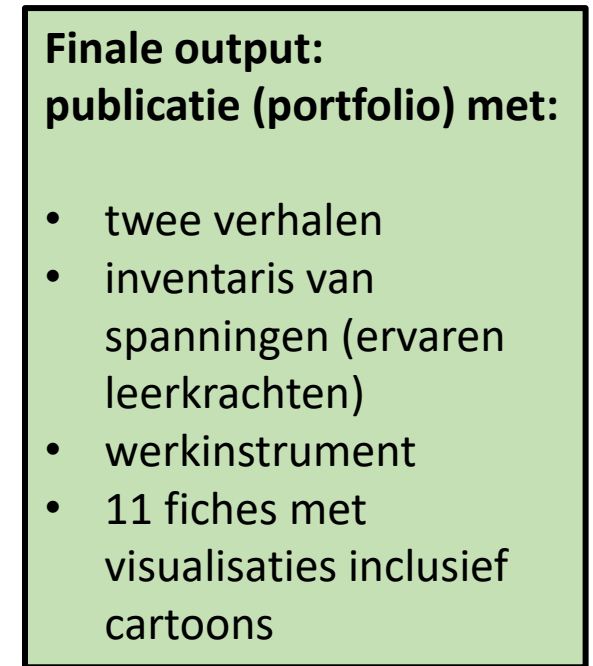 Finale output:
publicatie (portfolio) met:
• twee verhalen
• inventaris van
spanningen (ervaren
leerkrachten)
• werkinstrument
• 11 fiches met
visualisaties inclusief
cartoons